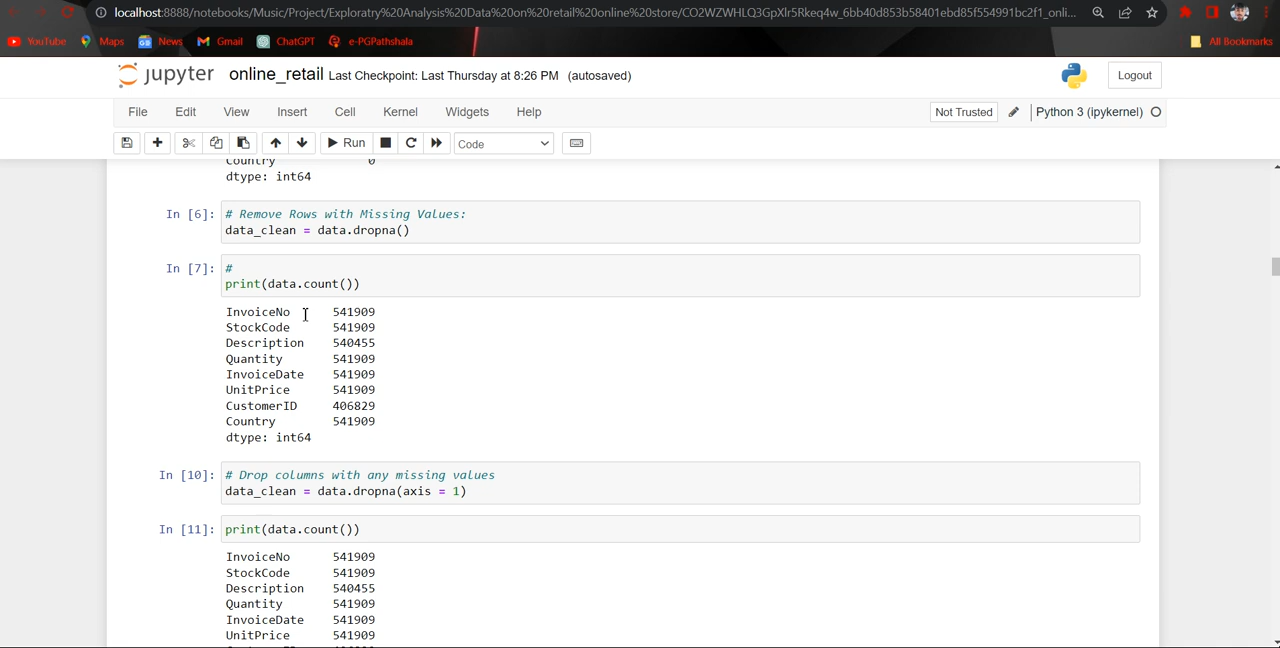 localhost:8888/notebooks/Music/Project/Exploratry%20Analysis%20Data%20on%20retail%20online%20store/CO2WZWHLQ3GpXlr5Rkeq4w_6bb40d853b58401ebd85f554991bc2f1_onli...
YouTube Maps News Gmail ChatGPT e-PGPathshala All Bookmarks
jupyter online_retail Last Checkpoint: Last Thursday at 8:26 PM (autosaved) Logout
File Edit View Insert Cell Kernel Widgets Help Not Trusted Python 3 (ipykernel)
Run Code
Country 0
dtype: int64
In [6]: # Remove Rows with Missing Values:
data_clean = data.dropna()
In [7]: #
print(data.count())
InvoiceNo 541909
StockCode 541909
Description 540455
Quantity 541909
InvoiceDate 541909
UnitPrice 541909
CustomerID 406829
Country 541909
dtype: int64
In [10]: # Drop columns with any missing values
data_clean = data.dropna(axis = 1)
In [11]: print(data.count())
InvoiceNo 541909
StockCode 541909
Description 540455
Quantity 541909
InvoiceDate 541909
UnitPrice 541909